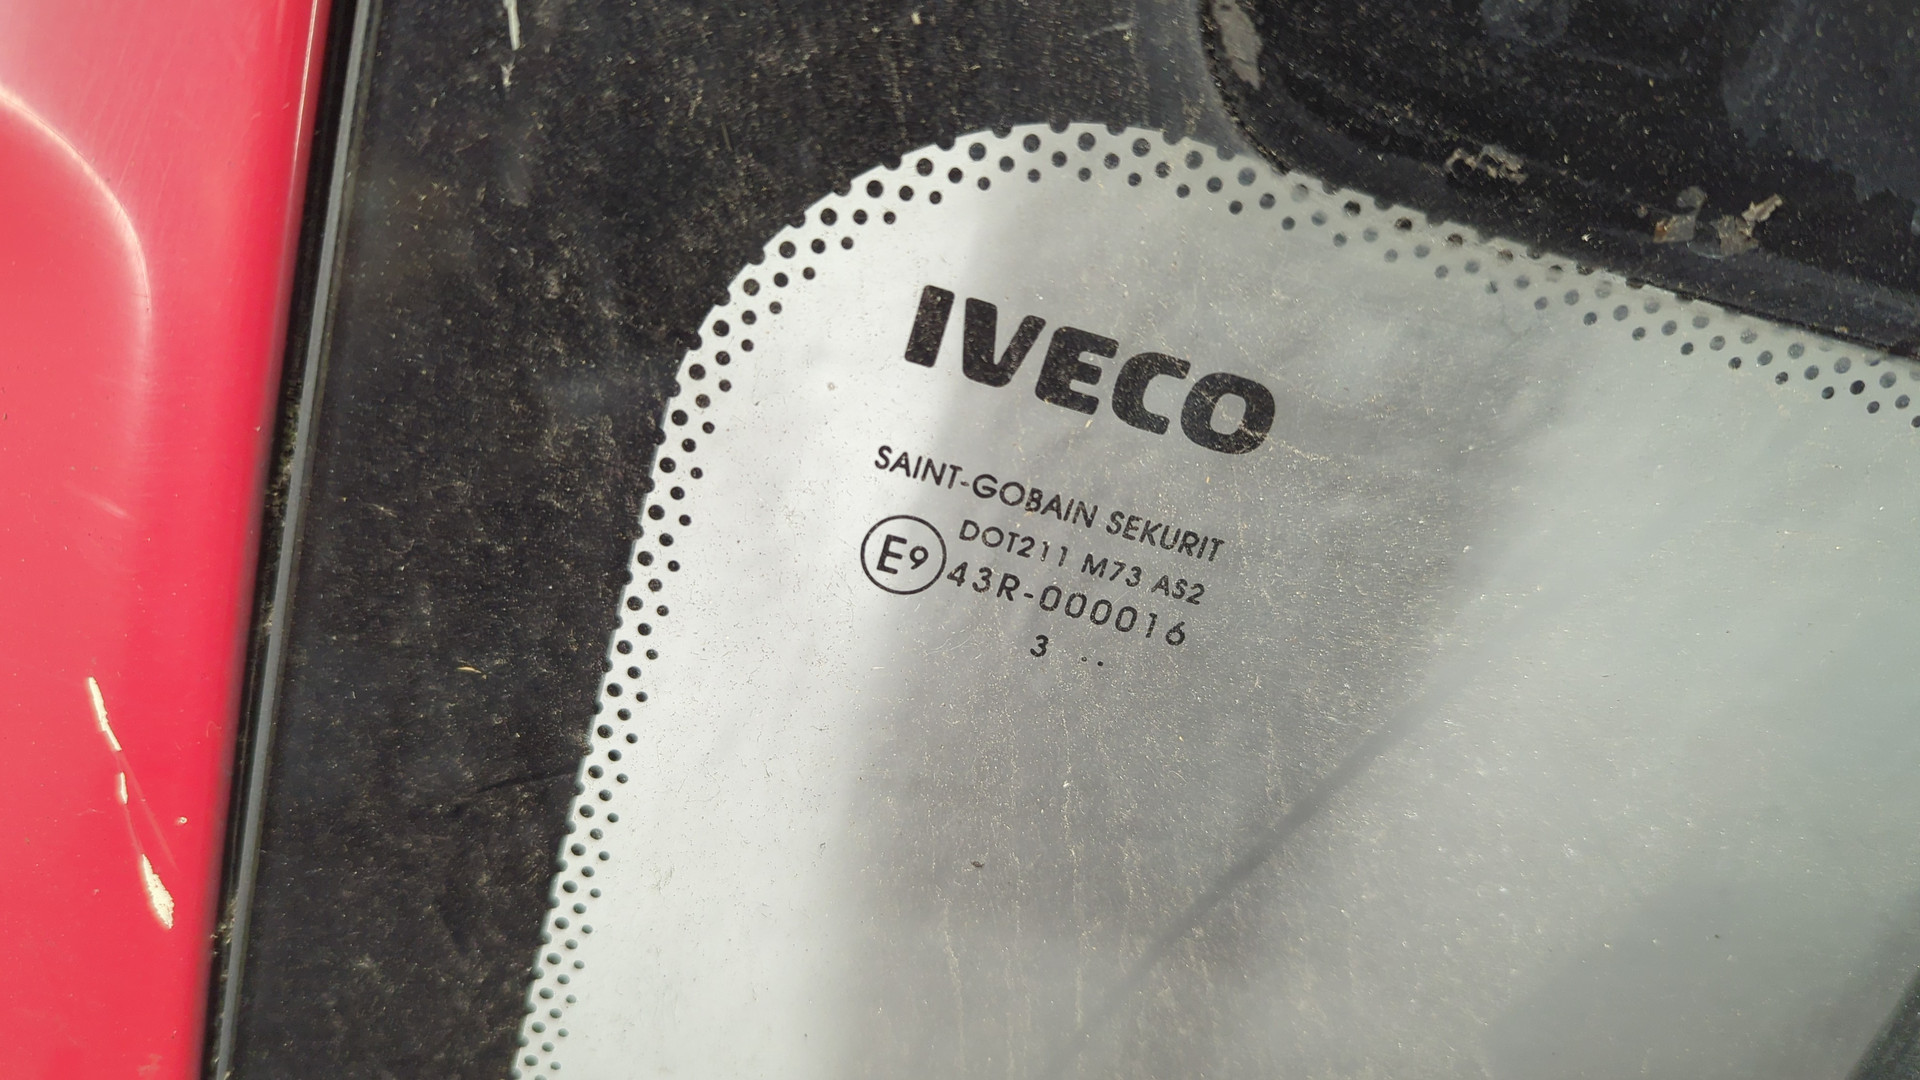 IVECO
SAINT-GOBAIN SEKURIT
DOT211 M73 AS2
E9 43R-000016
3 ..